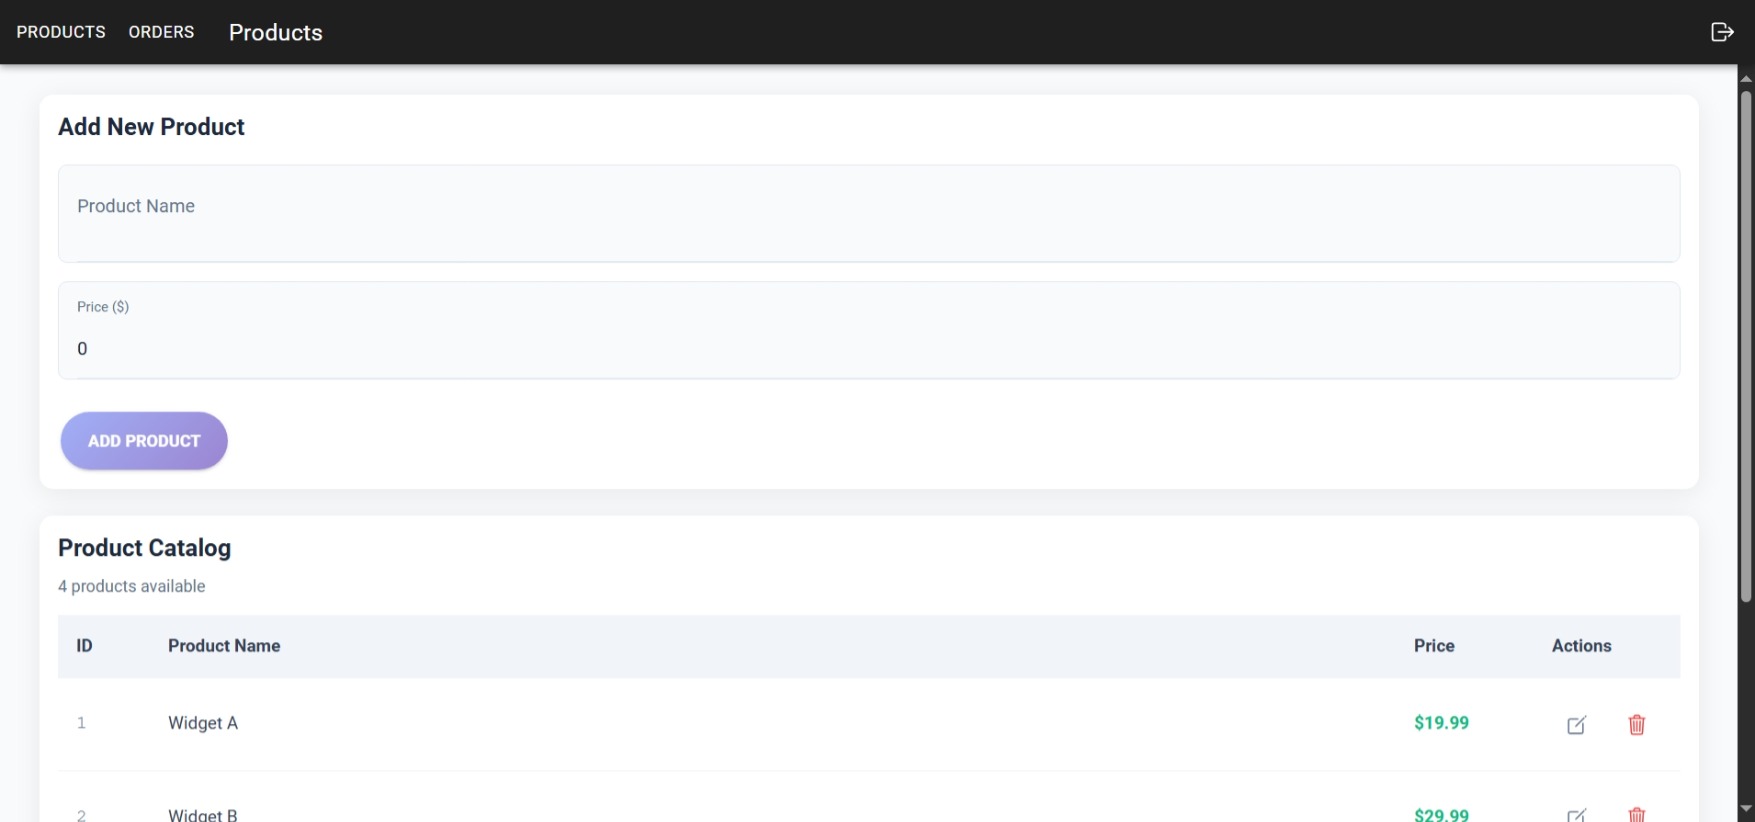 PRODUCTS ORDERS Products
Add New Product
Product Name
Price ($)
0
ADD PRODUCT
Product Catalog
4 products available
ID Product Name Price Actions
1 Widget A $19.99
2 Widget B $29.99